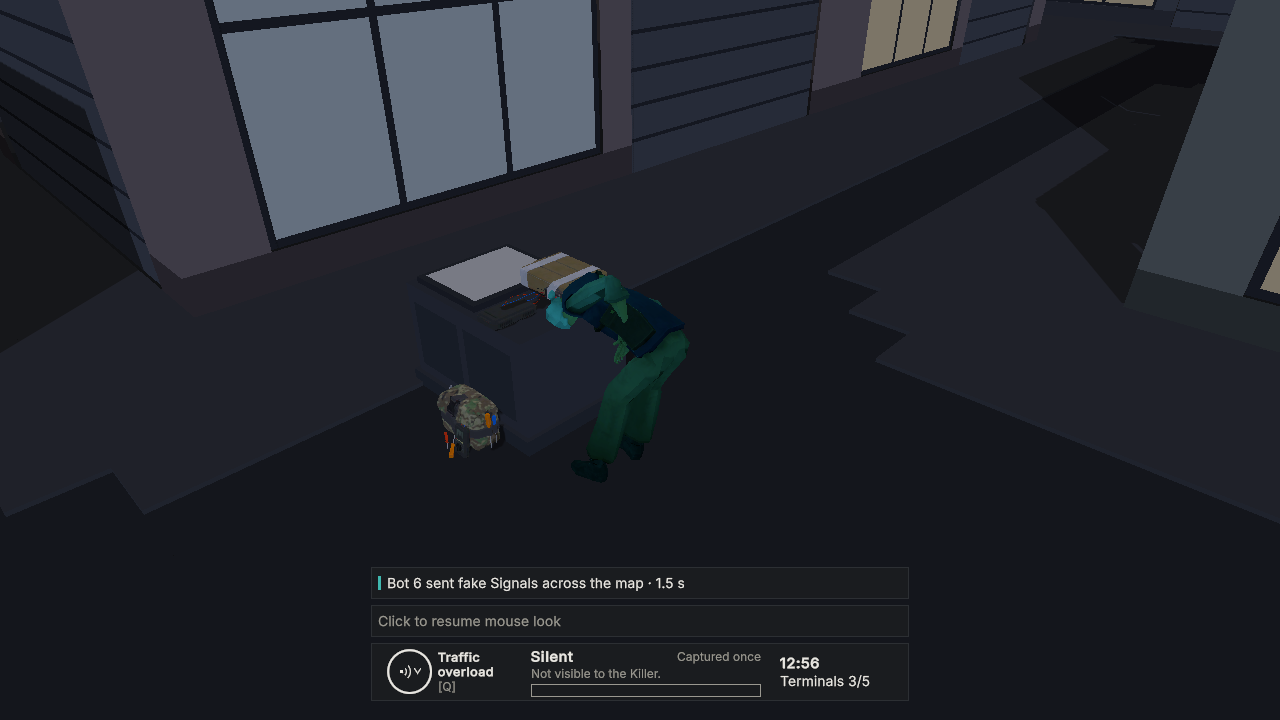 Bot 6 sent fake Signals across the map · 1.5 s
Click to resume mouse look
Traffic overload
[Q]
Silent
Captured once
Not visible to the Killer.
12:56
Terminals 3/5